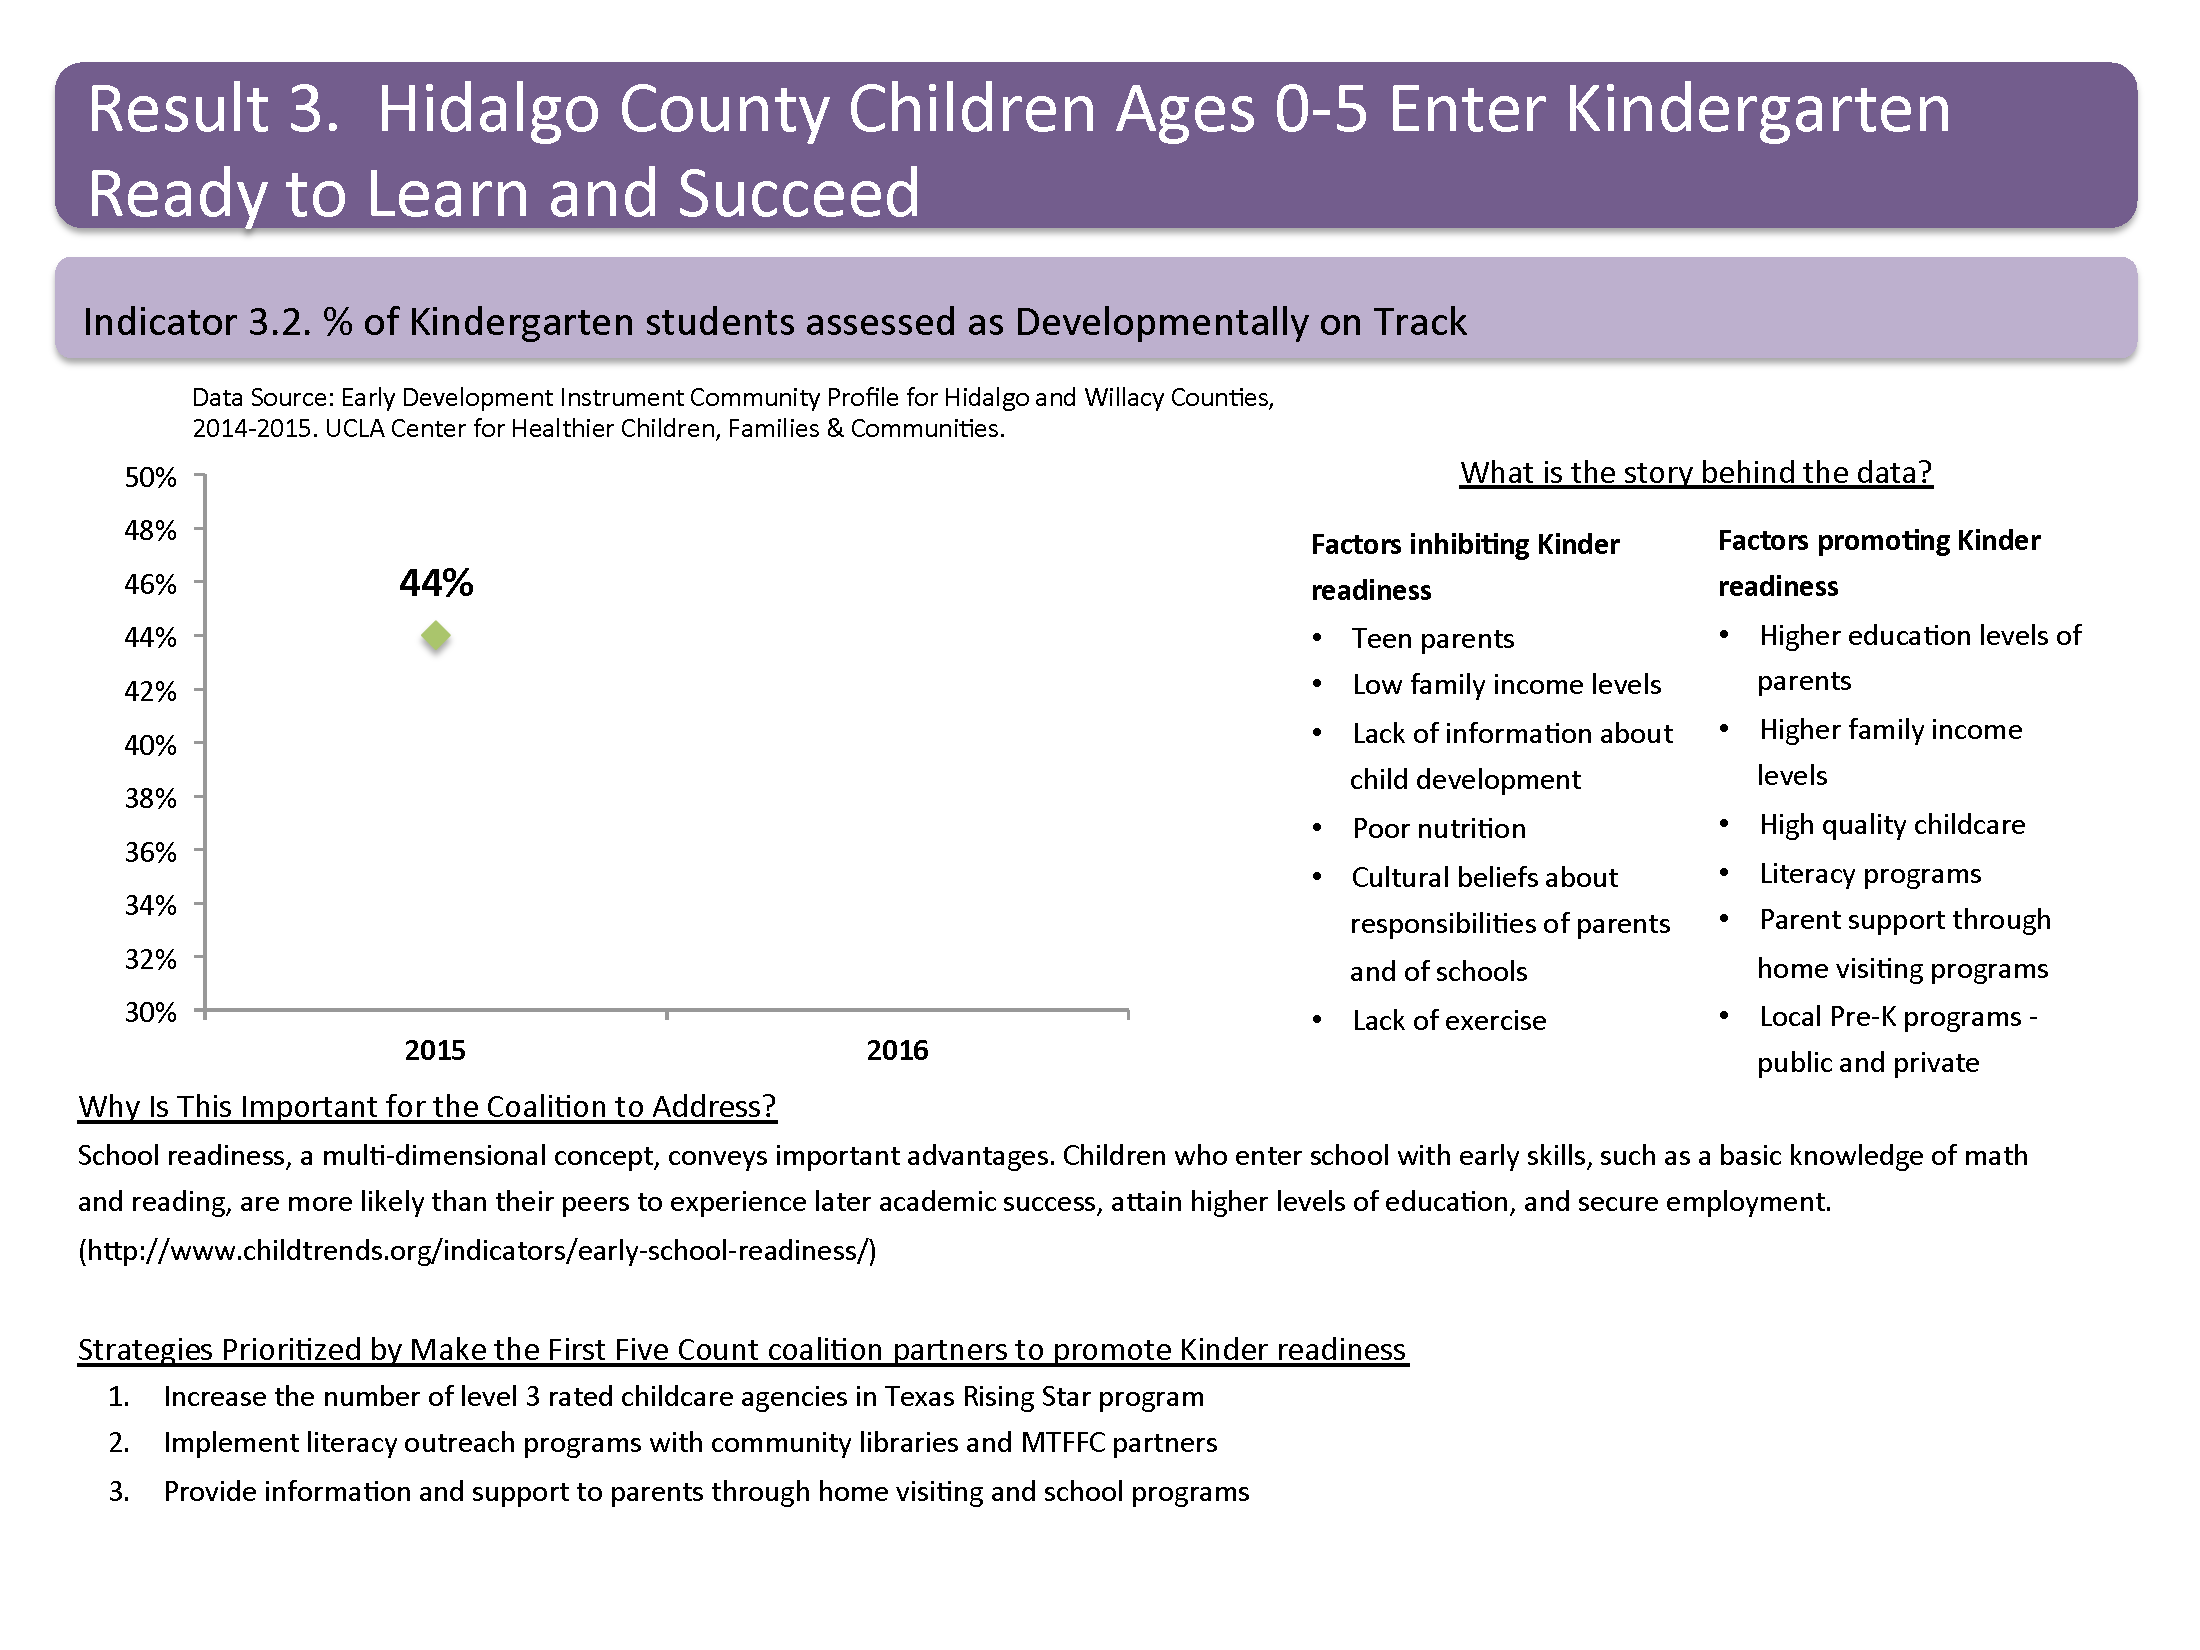 Result 3.  Hidalgo County Children Ages 0-5 Enter Kindergarten
Ready to Learn and Succeed
Indicator 3.2. % of Kindergarten students assessed as Developmentally on Track
Data Source: Early Development Instrument Community Profile for Hidalgo and Willacy Counties,
2014-2015. UCLA Center for Healthier Children, Families & Communities.
50%
48%
46%
44%
42%
40%
38%
36%
34%
32%
30%
44%
2015
2016
What is the story behind the data?
Factors inhibiting Kinder
readiness
• Teen parents
• Low family income levels
• Lack of information about
child development
• Poor nutrition
• Cultural beliefs about
responsibilities of parents
and of schools
• Lack of exercise
Factors promoting Kinder
readiness
• Higher education levels of
parents
• Higher family income
levels
• High quality childcare
• Literacy programs
• Parent support through
home visiting programs
• Local Pre-K programs -
public and private
Why Is This Important for the Coalition to Address?
School readiness, a multi-dimensional concept, conveys important advantages. Children who enter school with early skills, such as a basic knowledge of math
and reading, are more likely than their peers to experience later academic success, attain higher levels of education, and secure employment.
(http://www.childtrends.org/indicators/early-school-readiness/)
Strategies Prioritized by Make the First Five Count coalition partners to promote Kinder readiness
1. Increase the number of level 3 rated childcare agencies in Texas Rising Star program
2. Implement literacy outreach programs with community libraries and MTFFC partners
3. Provide information and support to parents through home visiting and school programs